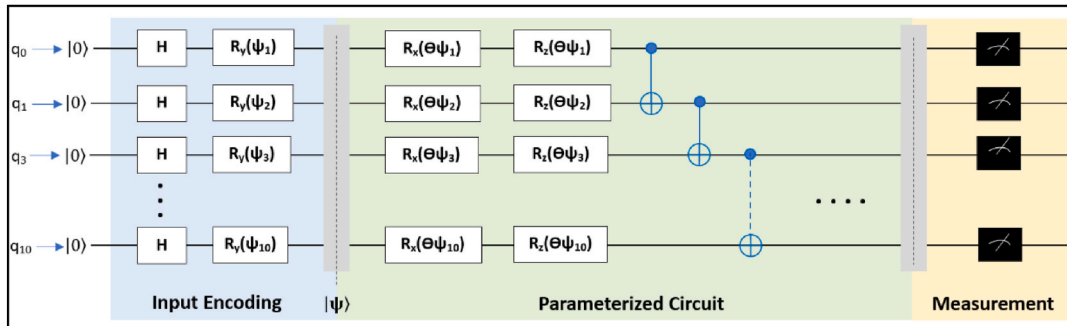 q0 |0⟩ H Ry(ψ1) Rx(Θψ1) Rz(Θψ1)
q1 |0⟩ H Ry(ψ2) Rx(Θψ2) Rz(Θψ2)
q3 |0⟩ H Ry(ψ3) Rx(Θψ3) Rz(Θψ3)
q10 |0⟩ H Ry(ψ10) Rx(Θψ10) Rz(Θψ10)
Input Encoding |ψ⟩ Parameterized Circuit Measurement